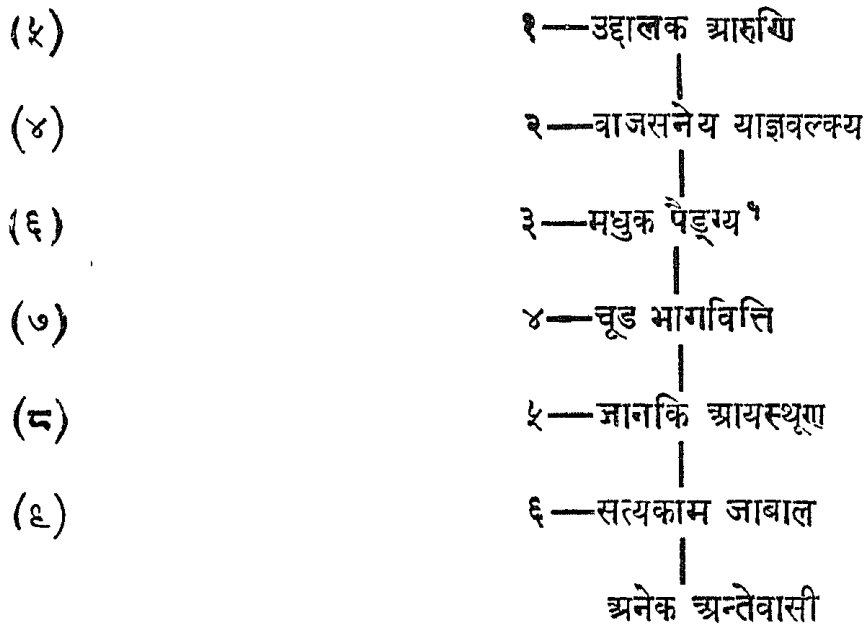 (५) १—उद्दालक आरुणि
(४) २—वाजसनेय याज्ञवल्क्य
(६) ३—मधुक पैङ्ग्य५
(७) ४—चूड भागवित्ति
(८) ५—जानकि आयस्थूण
(९) ६—सत्यकाम जाबाल
अनेक अन्तेवासी